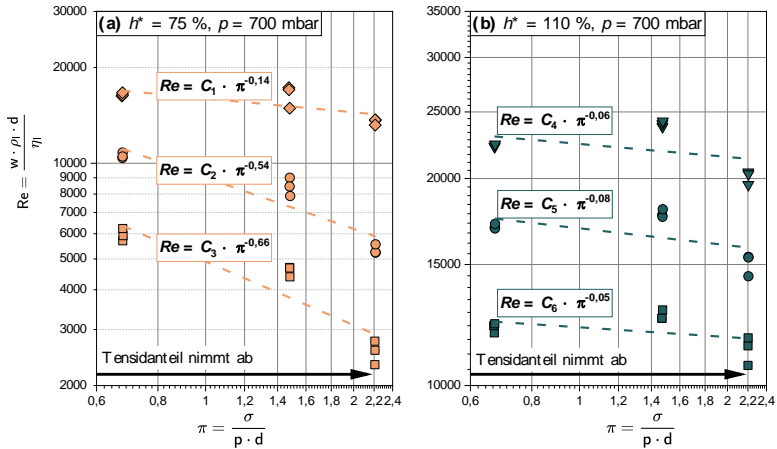 (a) h* = 75 %, p = 700 mbar
Re = w · ρl · d / ηl
30000
20000
10000
9000
8000
7000
6000
5000
4000
3000
2000
Re = C1 · π-0,14
Re = C2 · π-0,54
Re = C3 · π-0,66
Tensidanteil nimmt ab
0,6 0,8 1 1,2 1,4 1,6 1,8 2 2,2 2,4
π = σ / p · d
(b) h* = 110 %, p = 700 mbar
35000
30000
25000
20000
15000
10000
Re = C4 · π-0,06
Re = C5 · π-0,08
Re = C6 · π-0,05
Tensidanteil nimmt ab
0,6 0,8 1 1,2 1,4 1,6 1,8 2 2,2 2,4
π = σ / p · d